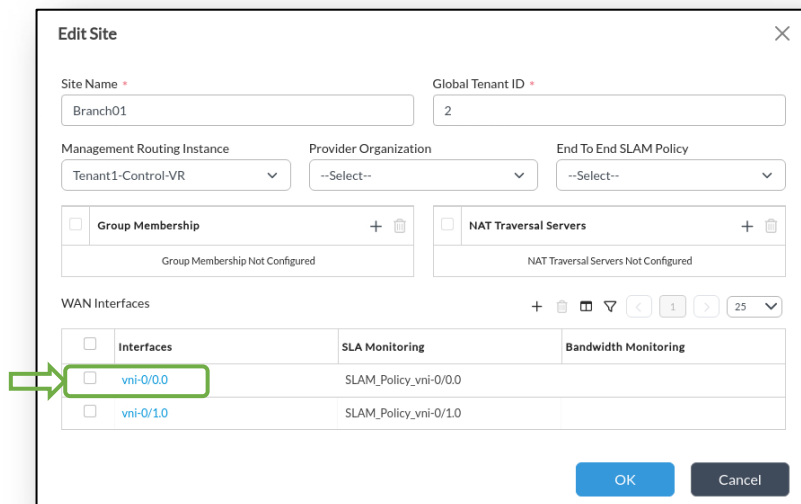 Edit Site
Site Name *
Global Tenant ID *
Branch01
2
Management Routing Instance
Provider Organization
End To End SLAM Policy
Tenant1-Control-VR
--Select--
--Select--
Group Membership
NAT Traversal Servers
Group Membership Not Configured
NAT Traversal Servers Not Configured
WAN Interfaces
1
25
Interfaces
SLA Monitoring
Bandwidth Monitoring
vni-0/0.0
SLAM_Policy_vni-0/0.0
vni-0/1.0
SLAM_Policy_vni-0/1.0
OK
Cancel